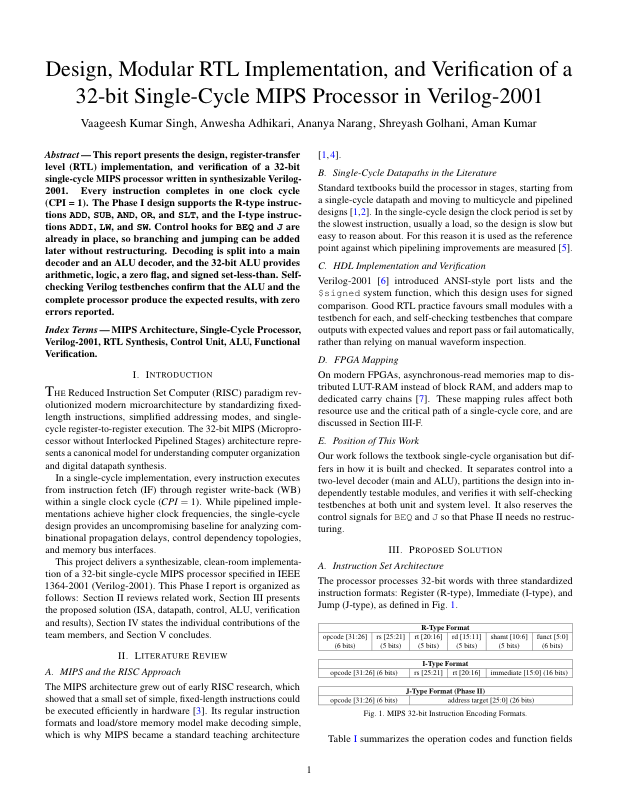 Design, Modular RTL Implementation, and Verification of a
32-bit Single-Cycle MIPS Processor in Verilog-2001
Vaageesh Kumar Singh, Anwesha Adhikari, Ananya Narang, Shreyash Golhani, Aman Kumar
Abstract — This report presents the design, register-transfer
level (RTL) implementation, and verification of a 32-bit
single-cycle MIPS processor written in synthesizable Verilog-
2001. Every instruction completes in one clock cycle
(CPI = 1). The Phase I design supports the R-type instruc-
tions ADD, SUB, AND, OR, and SLT, and the I-type instruc-
tions ADDI, LW, and SW. Control hooks for BEQ and J are
already in place, so branching and jumping can be added
later without restructuring. Decoding is split into a main
decoder and an ALU decoder, and the 32-bit ALU provides
arithmetic, logic, a zero flag, and signed set-less-than. Self-
checking Verilog testbenches confirm that the ALU and the
complete processor produce the expected results, with zero
errors reported.
Index Terms — MIPS Architecture, Single-Cycle Processor,
Verilog-2001, RTL Synthesis, Control Unit, ALU, Functional
Verification.
I. INTRODUCTION
THE Reduced Instruction Set Computer (RISC) paradigm rev-
olutionized modern microarchitecture by standardizing fixed-
length instructions, simplified addressing modes, and single-
cycle register-to-register execution. The 32-bit MIPS (Micropro-
cessor without Interlocked Pipelined Stages) architecture repre-
sents a canonical model for understanding computer organization
and digital datapath synthesis.
In a single-cycle implementation, every instruction executes
from instruction fetch (IF) through register write-back (WB)
within a single clock cycle (CPI = 1). While pipelined imple-
mentations achieve higher clock frequencies, the single-cycle
design provides an uncompromising baseline for analyzing com-
binational propagation delays, control dependency topologies,
and memory bus interfaces.
This project delivers a synthesizable, clean-room implementa-
tion of a 32-bit single-cycle MIPS processor specified in IEEE
1364-2001 (Verilog-2001). This Phase I report is organized as
follows: Section II reviews related work, Section III presents
the proposed solution (ISA, datapath, control, ALU, verification
and results), Section IV states the individual contributions of the
team members, and Section V concludes.
II. LITERATURE REVIEW
A. MIPS and the RISC Approach
The MIPS architecture grew out of early RISC research, which
showed that a small set of simple, fixed-length instructions could
be executed efficiently in hardware [3]. Its regular instruction
formats and load/store memory model make decoding simple,
which is why MIPS became a standard teaching architecture
[1,4].
B. Single-Cycle Datapaths in the Literature
Standard textbooks build the processor in stages, starting from
a single-cycle datapath and moving to multicycle and pipelined
designs [1,2]. In the single-cycle design the clock period is set by
the slowest instruction, usually a load, so the design is slow but
easy to reason about. For this reason it is used as the reference
point against which pipelining improvements are measured [5].
C. HDL Implementation and Verification
Verilog-2001 [6] introduced ANSI-style port lists and the
$signed system function, which this design uses for signed
comparison. Good RTL practice favours small modules with a
testbench for each, and self-checking testbenches that compare
outputs with expected values and report pass or fail automatically,
rather than relying on manual waveform inspection.
D. FPGA Mapping
On modern FPGAs, asynchronous-read memories map to dis-
tributed LUT-RAM instead of block RAM, and adders map to
dedicated carry chains [7]. These mapping rules affect both
resource use and the critical path of a single-cycle core, and are
discussed in Section III-F.
E. Position of This Work
Our work follows the textbook single-cycle organisation but dif-
fers in how it is built and checked. It separates control into a
two-level decoder (main and ALU), partitions the design into in-
dependently testable modules, and verifies it with self-checking
testbenches at both unit and system level. It also reserves the
control signals for BEQ and J so that Phase II needs no restruc-
turing.
III. PROPOSED SOLUTION
A. Instruction Set Architecture
The processor processes 32-bit words with three standardized
instruction formats: Register (R-type), Immediate (I-type), and
Jump (J-type), as defined in Fig. 1.
R-Type Format
opcode [31:26] rs [25:21] rt [20:16] rd [15:11] shamt [10:6] funct [5:0]
(6 bits) (5 bits) (5 bits) (5 bits) (5 bits) (6 bits)
I-Type Format
opcode [31:26] (6 bits) rs [25:21] rt [20:16] immediate [15:0] (16 bits)
J-Type Format (Phase II)
opcode [31:26] (6 bits) address target [25:0] (26 bits)
Fig. 1. MIPS 32-bit Instruction Encoding Formats.
Table I summarizes the operation codes and function fields
1